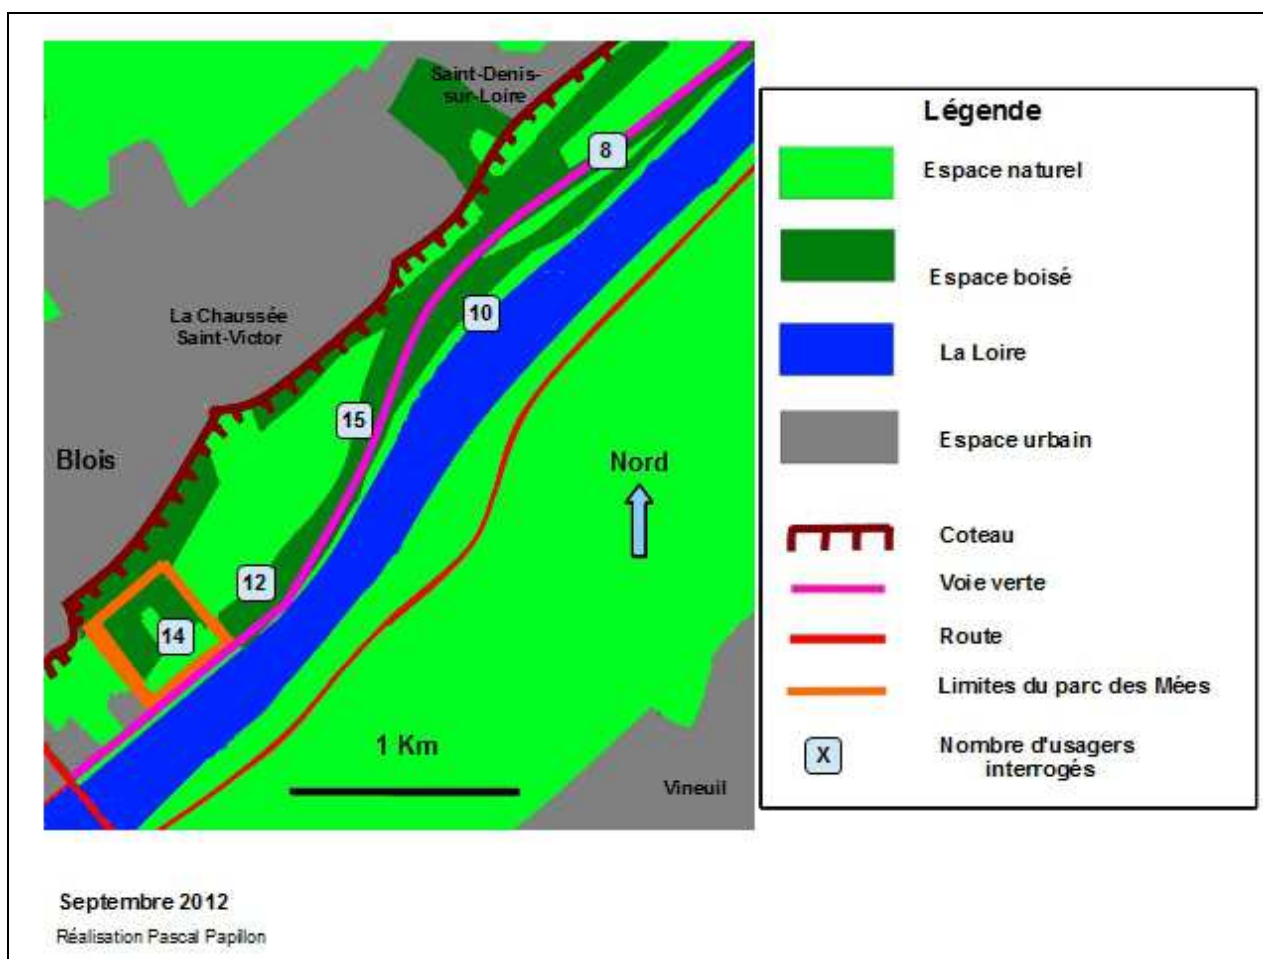 Saint-Denis-
sur-Loire
8
La Chaussée
Saint-Victor
10
15
Blois
Nord
12
14
1 Km
Vineuil
Légende
Espace naturel
Espace boisé
La Loire
Espace urbain
Coteau
Voie verte
Route
Limites du parc des Mées
X
Nombre d'usagers
interrogés
Septembre 2012
Réalisation Pascal Papillon